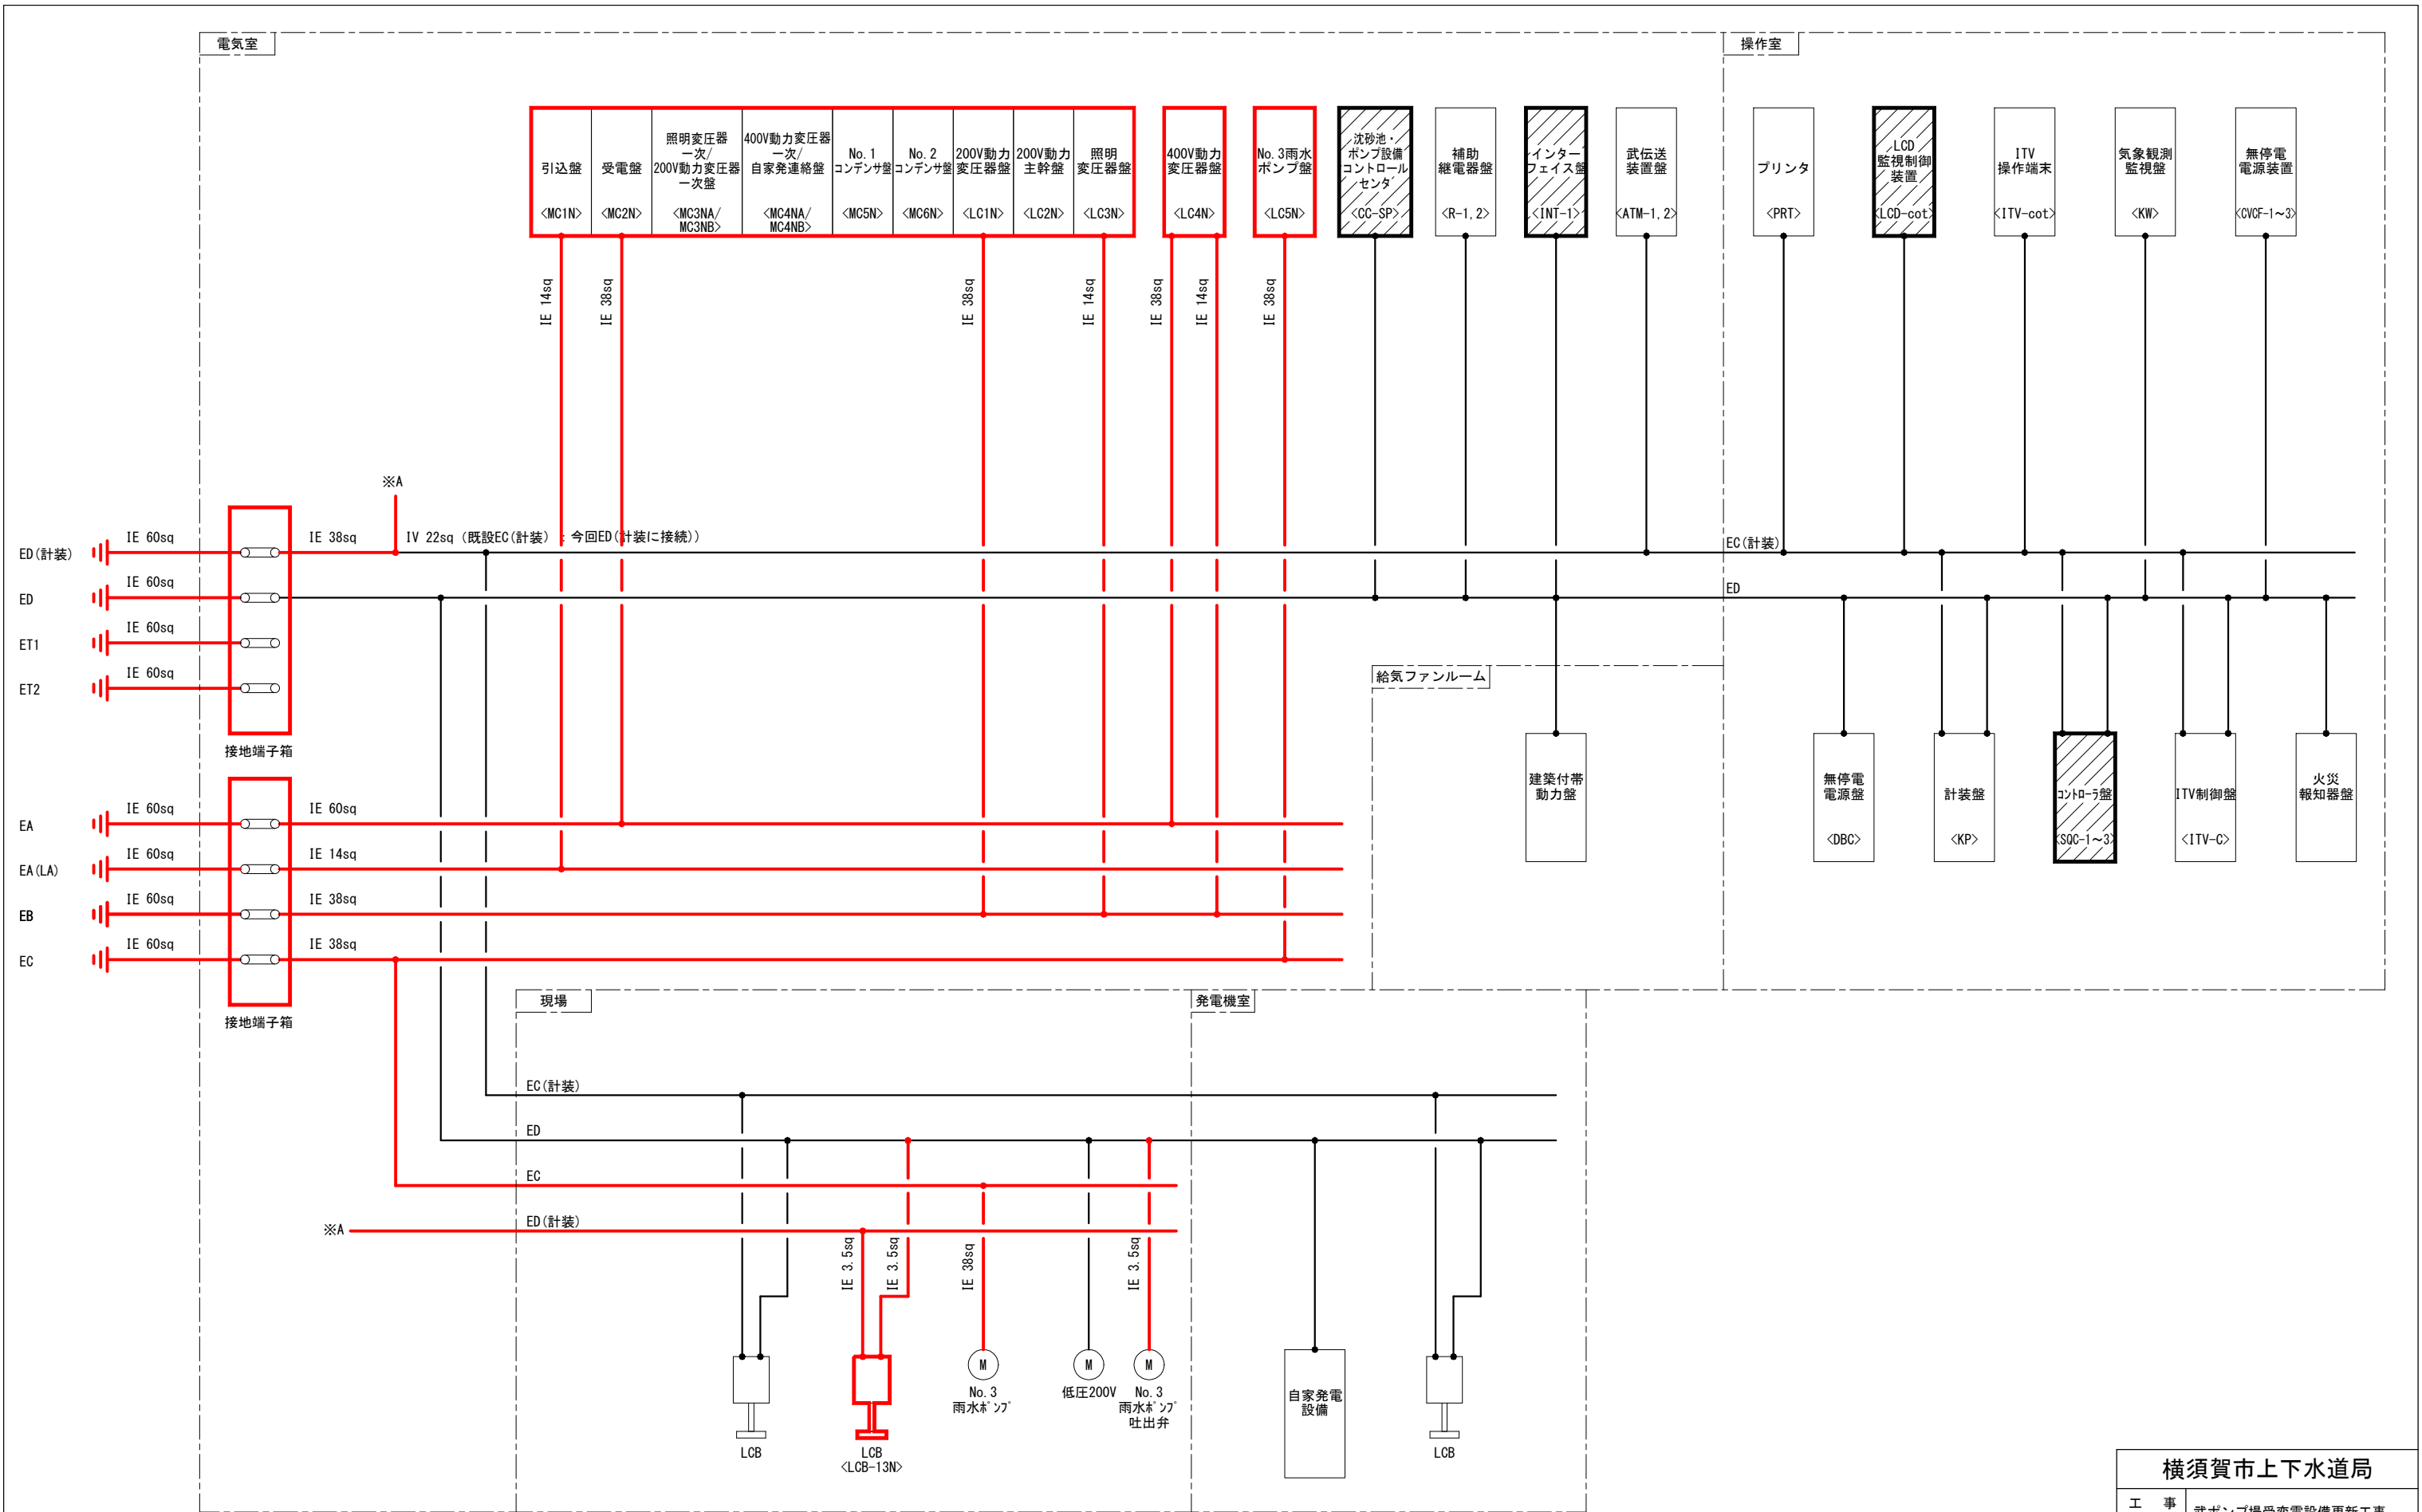 電気室
操作室
引込盤
<MC1N>
受電盤
<MC2N>
照明変圧器
一次/
200V動力変圧器
一次盤
<MC3NA/
MC3NB>
400V動力変圧器
一次/
自家発連絡盤
<MC4NA/
MC4NB>
No.1
コンデンサ盤
<MC5N>
No.2
コンデンサ盤
<MC6N>
200V動力
変圧器盤
<LC1N>
200V動力
主幹盤
<LC2N>
照明
変圧器盤
<LC3N>
400V動力
変圧器盤
<LC4N>
No.3雨水
ポンプ盤
<LC5N>
沈砂池・
ポンプ設備
コントロール
センタ
<CC-SP>
補助
継電器盤
<R-1,2>
インター
フェイス盤
<INT-1>
武伝送
装置盤
<ATM-1,2>
プリンタ
<PRT>
LCD
監視制御
装置
<LCD-cot>
ITV
操作端末
<ITV-cot>
気象観測
監視盤
<KW>
無停電
電源装置
<CVCF-1~3>
IE 14sq
IE 38sq
IE 38sq
IE 14sq
IE 38sq
IE 14sq
IE 38sq
※A
ED(計装)
IE 60sq
IE 38sq
IV 22sq (既設EC(計装) : 今回ED(計装に接続))
EC(計装)
ED
IE 60sq
ED
ET1
IE 60sq
ET2
IE 60sq
接地端子箱
給気ファンルーム
建築付帯
動力盤
無停電
電源盤
<DBC>
計装盤
<KP>
コントローラ盤
<SQC-1~3>
ITV制御盤
<ITV-C>
火災
報知器盤
EA
IE 60sq
IE 60sq
EA(LA)
IE 60sq
IE 14sq
EB
IE 60sq
IE 38sq
EC
IE 60sq
IE 38sq
接地端子箱
現場
発電機室
EC(計装)
ED
EC
※A
ED(計装)
IE 3.5sq
IE 3.5sq
IE 38sq
IE 3.5sq
LCB
LCB
<LCB-13N>
M
No.3
雨水ポンプ
M
低圧200V
M
No.3
雨水ポンプ
吐出弁
自家発電
設備
LCB
横須賀市上下水道局
工 事
武ポンプ場受変電設備更新工事